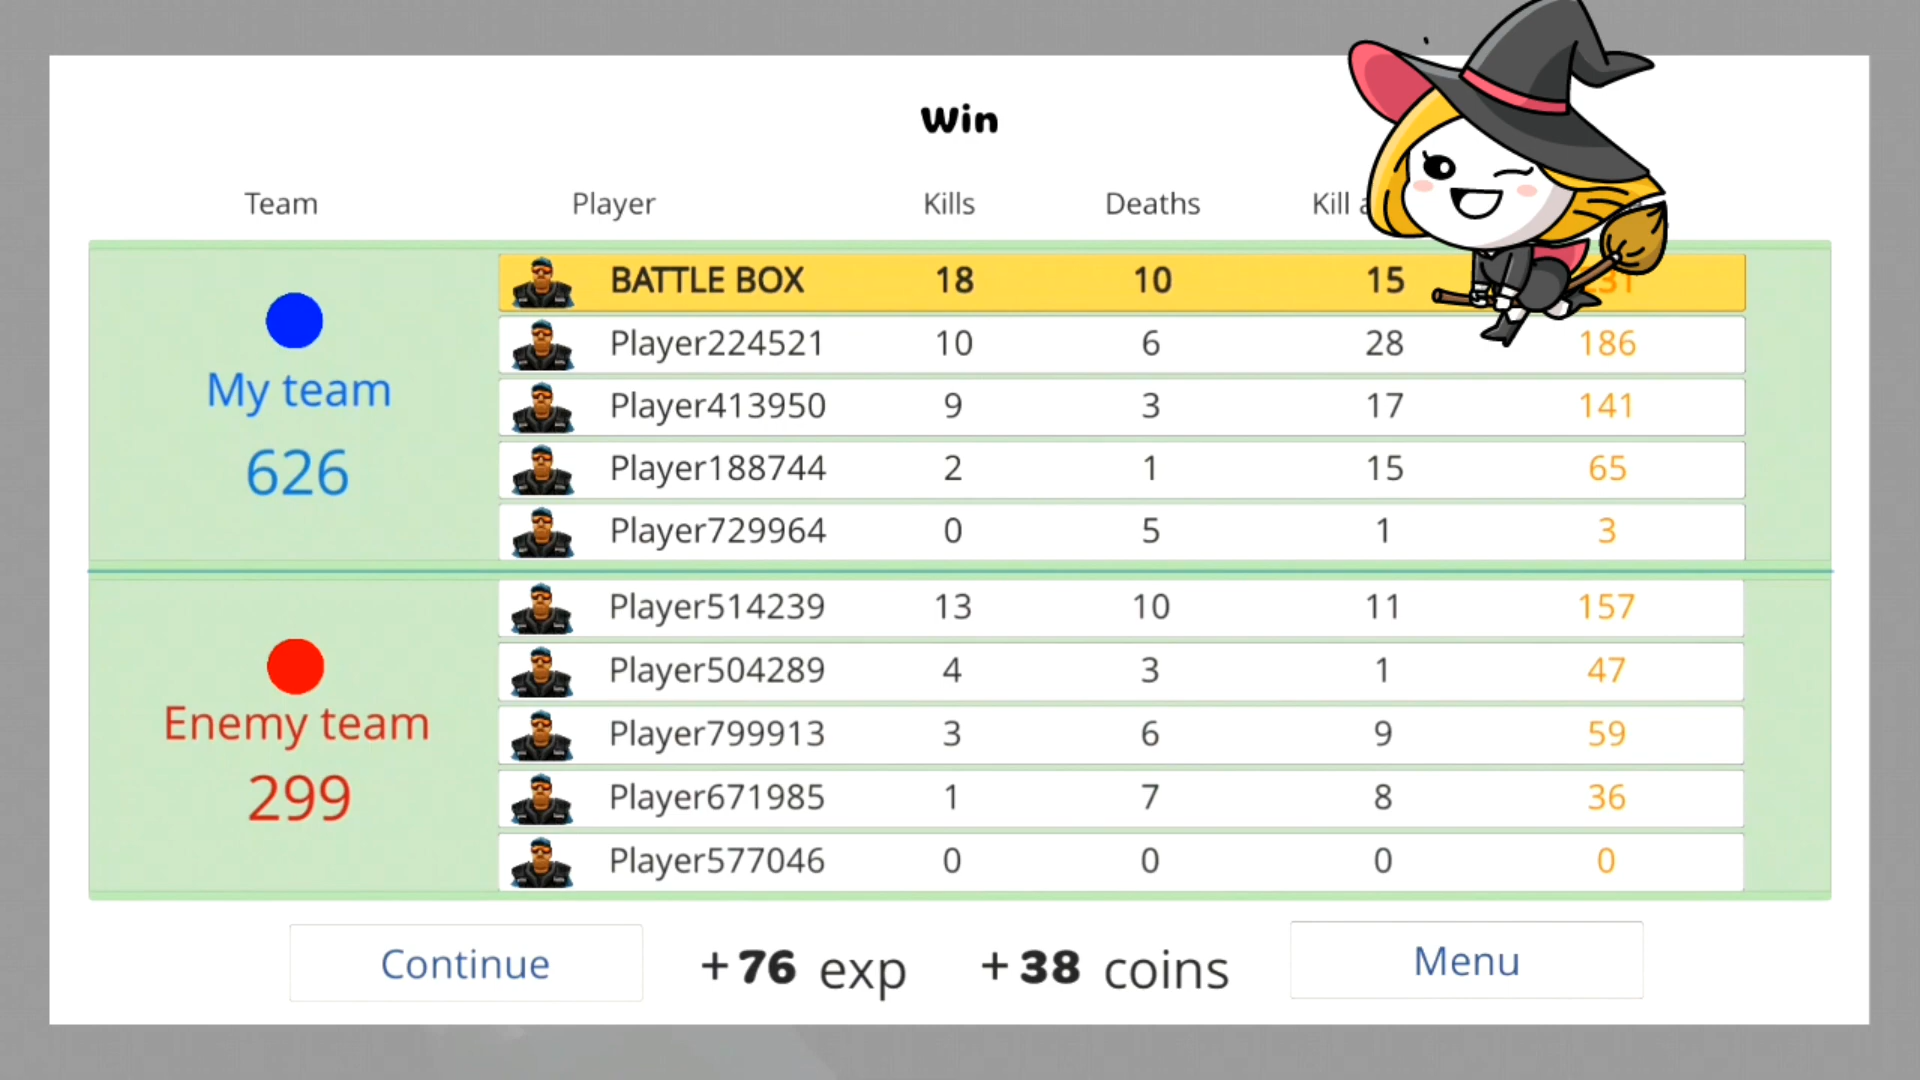 Win
Team Player Kills Deaths Kill
BATTLE BOX 18 10 15 231
Player224521 10 6 28 186
Player413950 9 3 17 141
Player188744 2 1 15 65
Player729964 0 5 1 3
My team
626
Player514239 13 10 11 157
Player504289 4 3 1 47
Player799913 3 6 9 59
Player671985 1 7 8 36
Player577046 0 0 0 0
Enemy team
299
Continue +76 exp +38 coins Menu